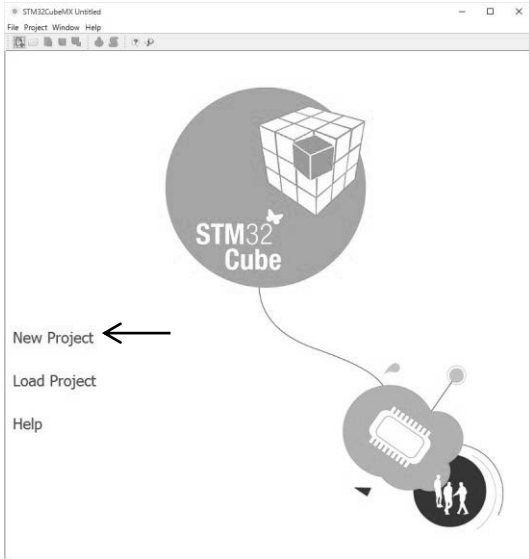 STM32CubeMX Untitled
File Project Window Help
STM32
Cube
New Project
Load Project
Help